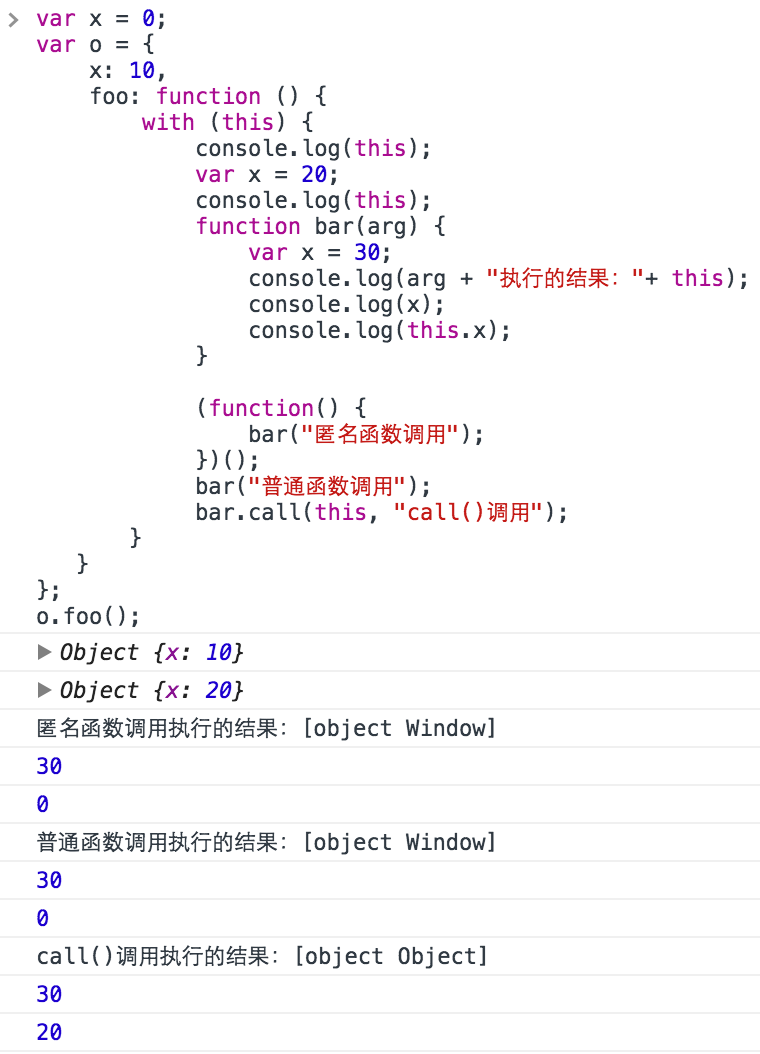 > var x = 0;
var o = {
    x: 10,
    foo: function () {
        with (this) {
            console.log(this);
            var x = 20;
            console.log(this);
            function bar(arg) {
                var x = 30;
                console.log(arg + "执行的结果："+ this);
                console.log(x);
                console.log(this.x);
            }

            (function() {
                bar("匿名函数调用");
            })();
            bar("普通函数调用");
            bar.call(this, "call()调用");
       }
   }
};
o.foo();
▶ Object {x: 10}
▶ Object {x: 20}
匿名函数调用执行的结果：[object Window]
30
0
普通函数调用执行的结果：[object Window]
30
0
call()调用执行的结果：[object Object]
30
20